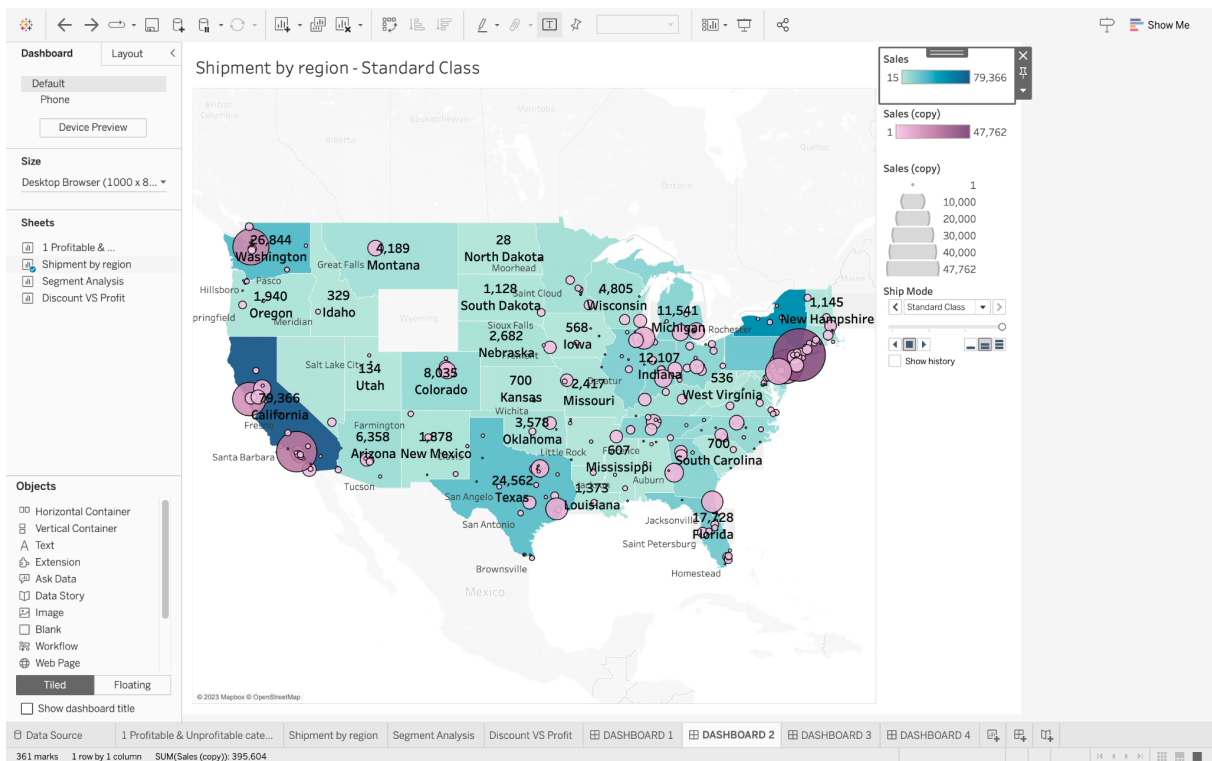 Show Me
Dashboard
Layout
Default
Phone
Device Preview
Size
Desktop Browser (1000 x 8...
Sheets
1 Profitable & ...
Shipment by region
Segment Analysis
Discount VS Profit
Objects
Horizontal Container
Vertical Container
Text
Extension
Ask Data
Data Story
Image
Blank
Workflow
Web Page
Tiled
Floating
Show dashboard title
Shipment by region - Standard Class
British
Columbia
Alberta
Saskatchewan
Manitoba
Ontario
Quebec
Maine
26,844
Washington
Pasco
Great Falls
4,189
Montana
28
North Dakota
Moorhead
Hillsboro
1,940
Oregon
pringfield
Meridian
329
Idaho
Wyoming
1,128
South Dakota
Saint Cloud
Sioux Falls
4,805
Wisconsin
11,541
Michigan
Rochester
1,145
New Hampshire
2,682
Nebraska
568
Iowa
Salt Lake City
134
Utah
8,035
Colorado
700
Kansas
Wichita
2,417
Missouri
Decatur
12,107
Indiana
536
West Virginia
79,366
California
Fresno
Santa Barbara
Farmington
6,358
Arizona
Tucson
1,878
New Mexico
3,578
Oklahoma
Little Rock
607
Mississippi
700
South Carolina
Auburn
24,562
Texas
San Angelo
San Antonio
Brownsville
1,373
Louisiana
Jacksonville
17,728
Florida
Saint Petersburg
Homestead
Mexico
© 2023 Mapbox © OpenStreetMap
Sales
15
79,366
Sales (copy)
1
47,762
Sales (copy)
1
10,000
20,000
30,000
40,000
47,762
Ship Mode
Standard Class
Show history
Data Source
1 Profitable & Unprofitable cate...
Shipment by region
Segment Analysis
Discount VS Profit
DASHBOARD 1
DASHBOARD 2
DASHBOARD 3
DASHBOARD 4
361 marks
1 row by 1 column
SUM(Sales (copy)): 395.604